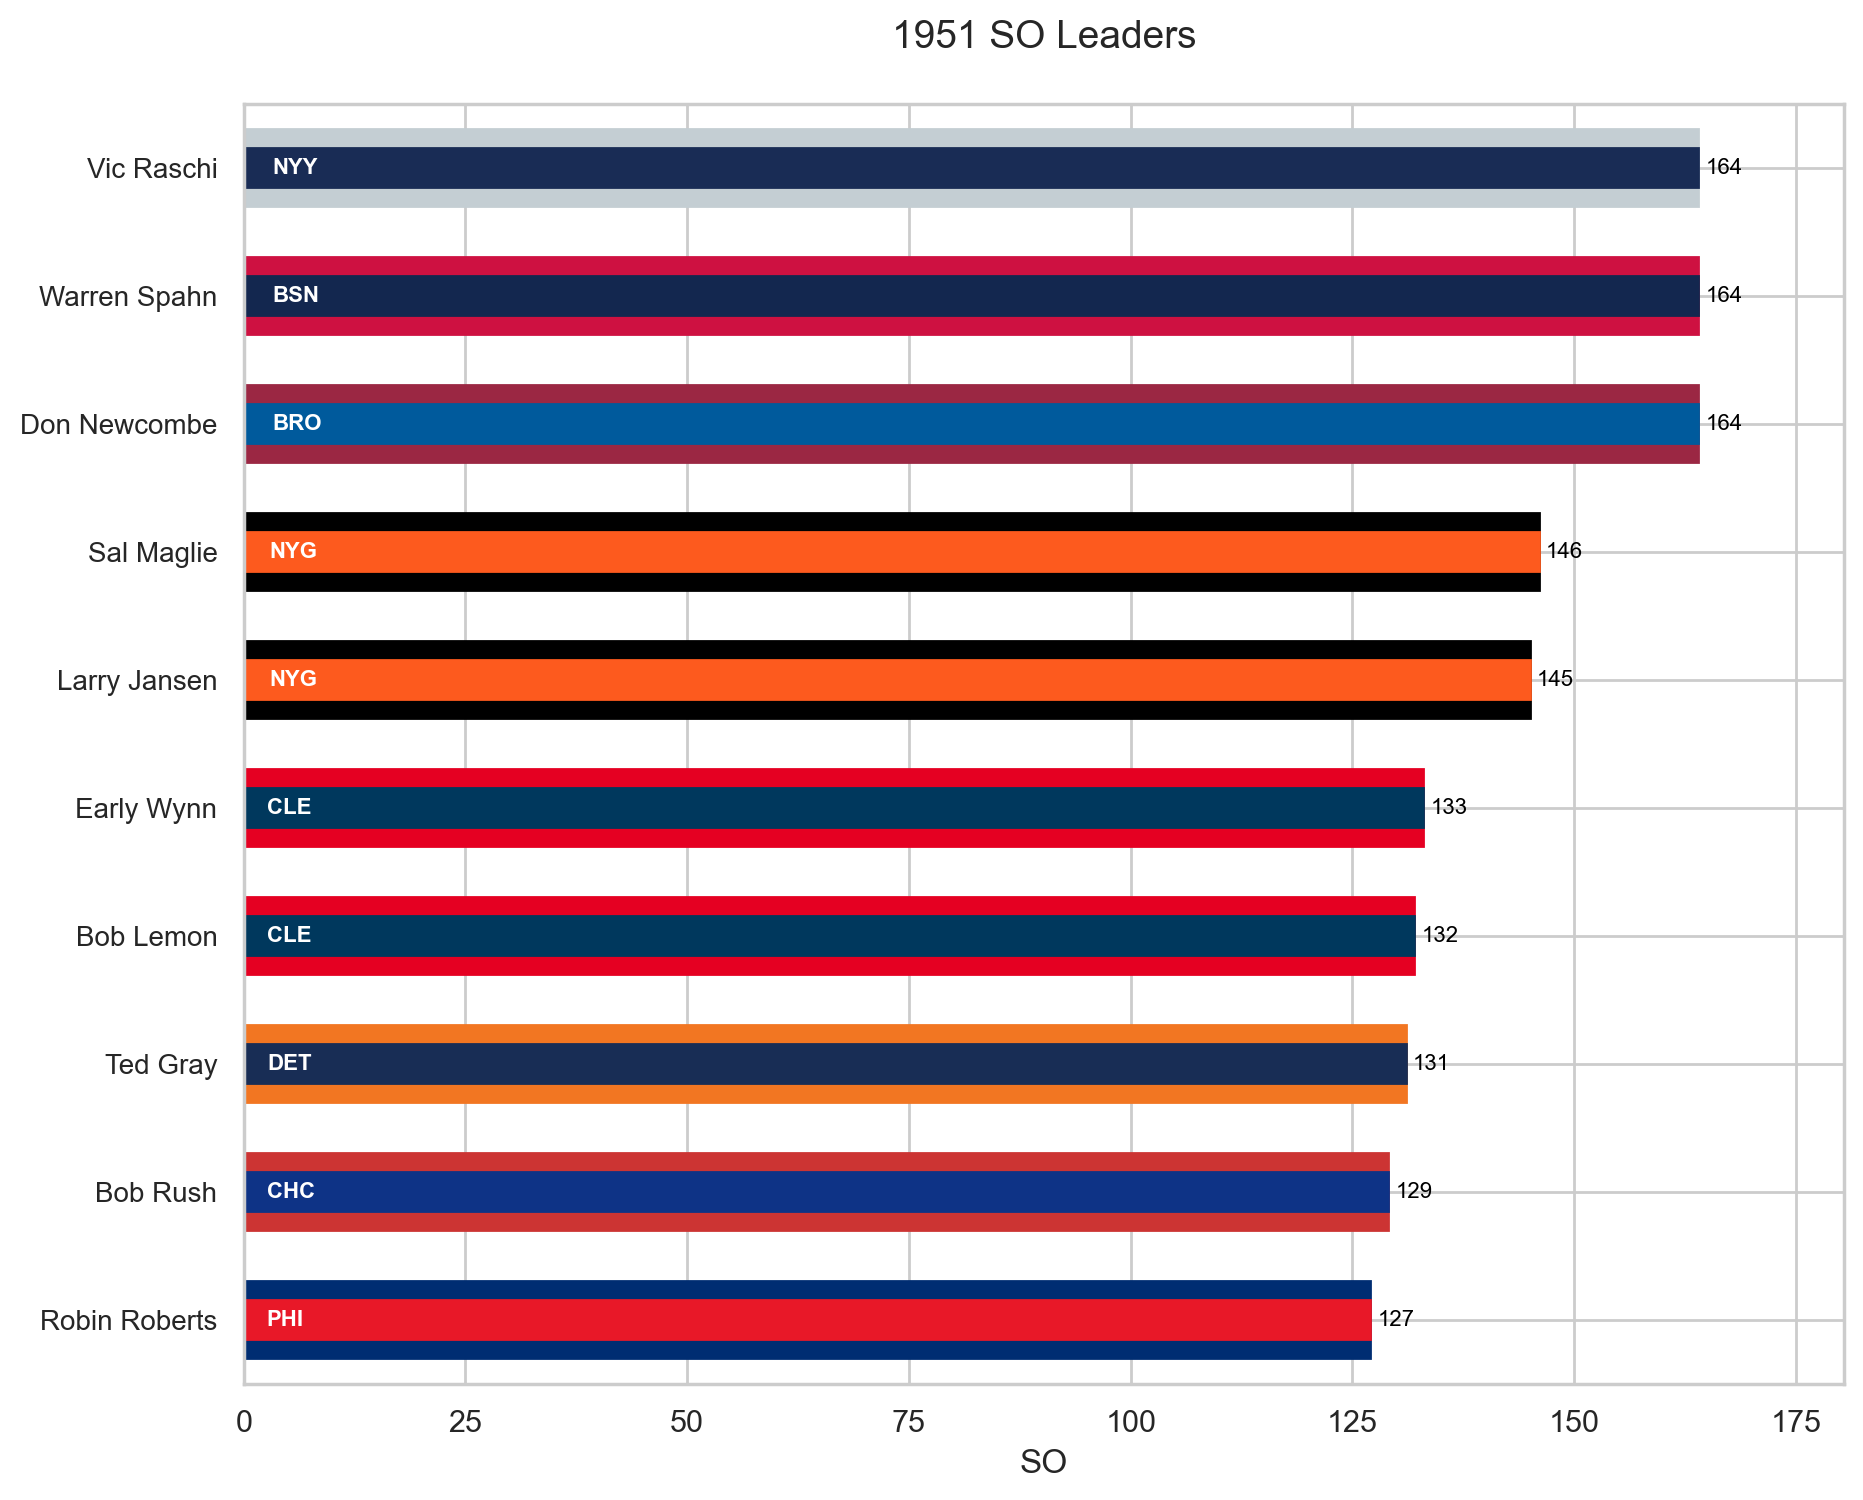 1951 SO Leaders
Vic Raschi NYY 164
Warren Spahn BSN 164
Don Newcombe BRO 164
Sal Maglie NYG 146
Larry Jansen NYG 145
Early Wynn CLE 133
Bob Lemon CLE 132
Ted Gray DET 131
Bob Rush CHC 129
Robin Roberts PHI 127
0 25 50 75 100 125 150 175
SO